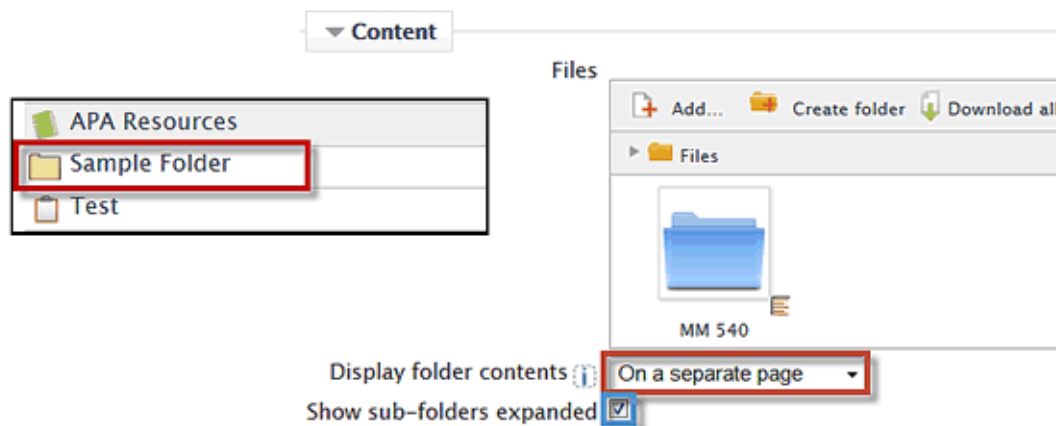 Content
Files
APA Resources
Sample Folder
Test
Add... Create folder Download all
Files
MM 540
Display folder contents On a separate page
Show sub-folders expanded